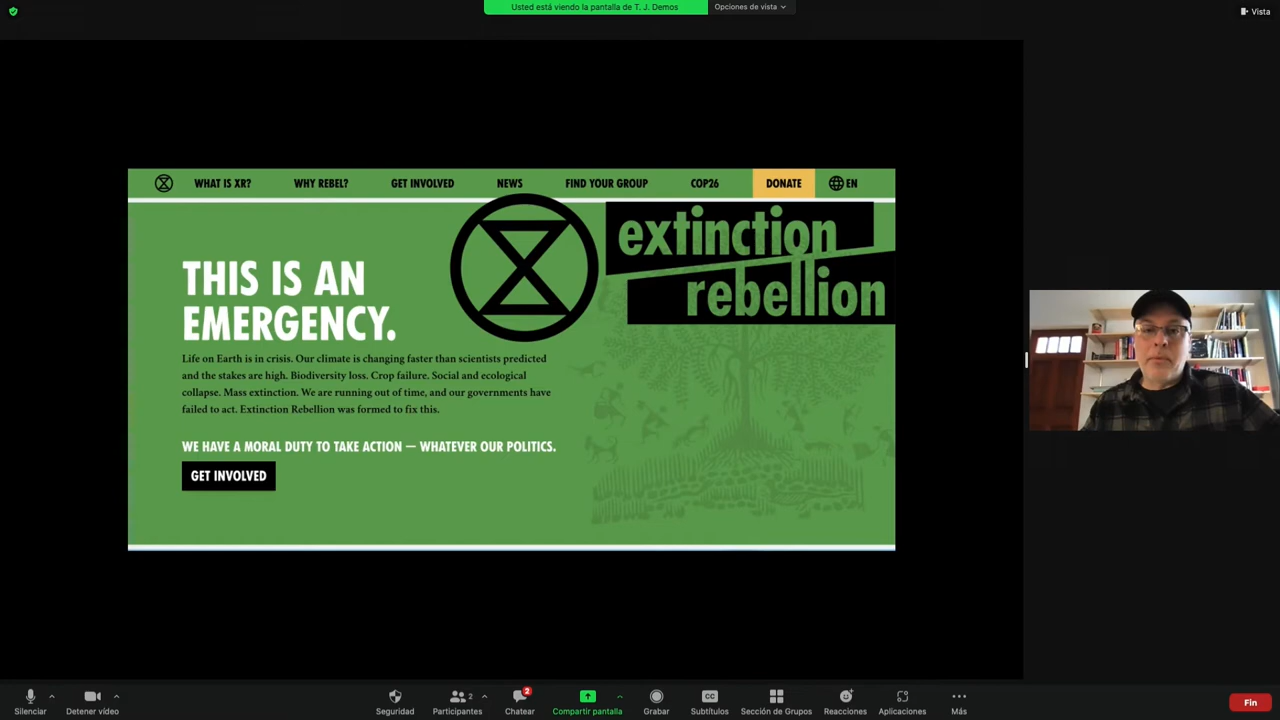 Usted está viendo la pantalla de T. J. Demos
Opciones de vista
Vista
WHAT IS XR?
WHY REBEL?
GET INVOLVED
NEWS
FIND YOUR GROUP
COP26
DONATE
EN
extinction
rebellion
THIS IS AN
EMERGENCY.
Life on Earth is in crisis. Our climate is changing faster than scientists predicted
and the stakes are high. Biodiversity loss. Crop failure. Social and ecological
collapse. Mass extinction. We are running out of time, and our governments have
failed to act. Extinction Rebellion was formed to fix this.
WE HAVE A MORAL DUTY TO TAKE ACTION — WHATEVER OUR POLITICS.
GET INVOLVED
Silenciar
Detener vídeo
Seguridad
Participantes
2
Chatear
2
Compartir pantalla
Grabar
CC
Subtítulos
Sección de Grupos
Reacciones
Aplicaciones
Más
Fin